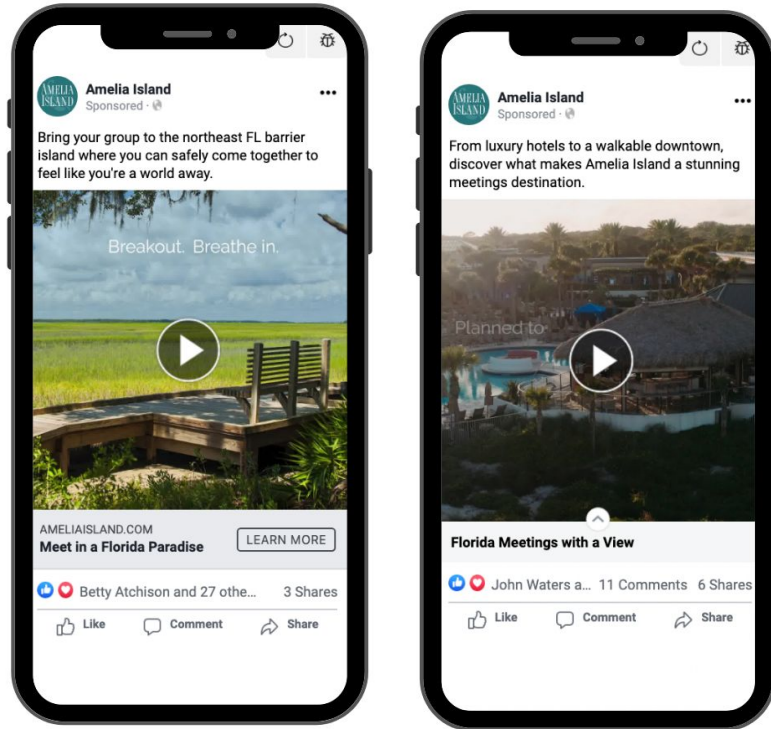 AMELIA
ISLAND
Amelia Island
Sponsored ·
Bring your group to the northeast FL barrier
island where you can safely come together to
feel like you're a world away.
Breakout. Breathe in.
AMELIAISLAND.COM
Meet in a Florida Paradise
LEARN MORE
Betty Atchison and 27 othe...
3 Shares
Like
Comment
Share
AMELIA
ISLAND
Amelia Island
Sponsored ·
From luxury hotels to a walkable downtown,
discover what makes Amelia Island a stunning
meetings destination.
Planned to
Florida Meetings with a View
John Waters a...
11 Comments
6 Shares
Like
Comment
Share